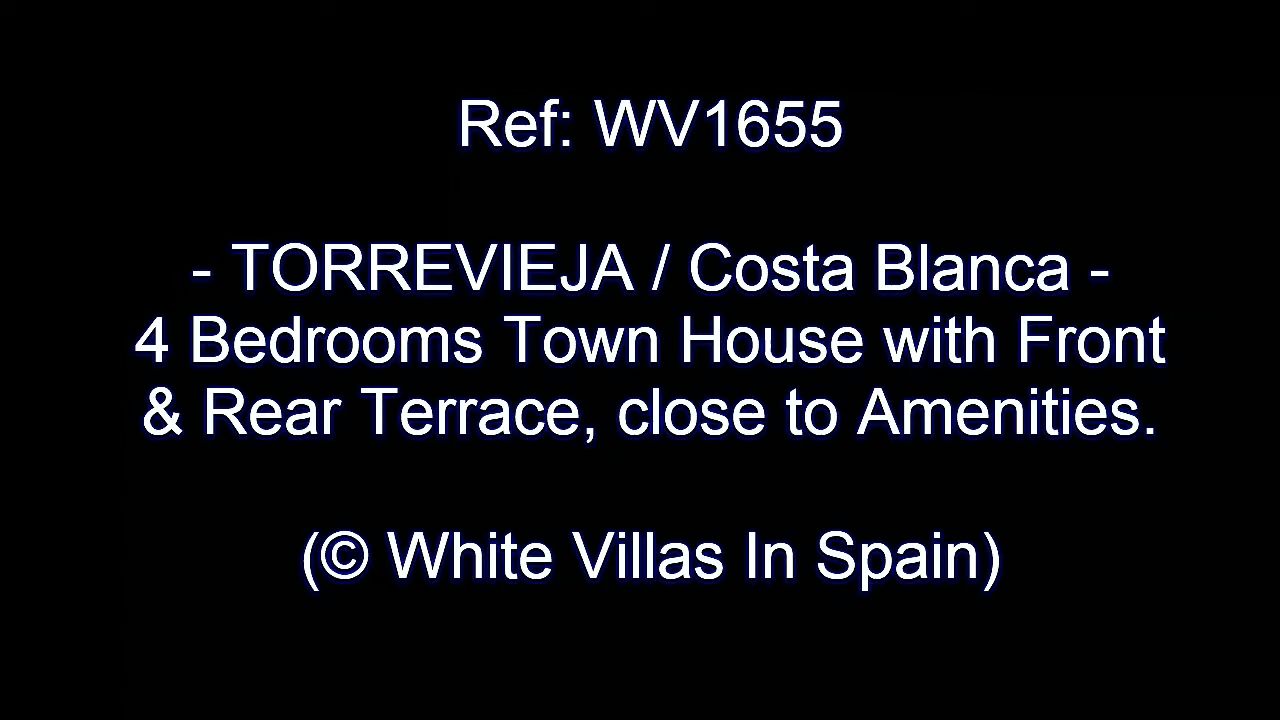 Ref: WV1655
- TORREVIEJA / Costa Blanca -
4 Bedrooms Town House with Front
& Rear Terrace, close to Amenities.
(© White Villas In Spain)